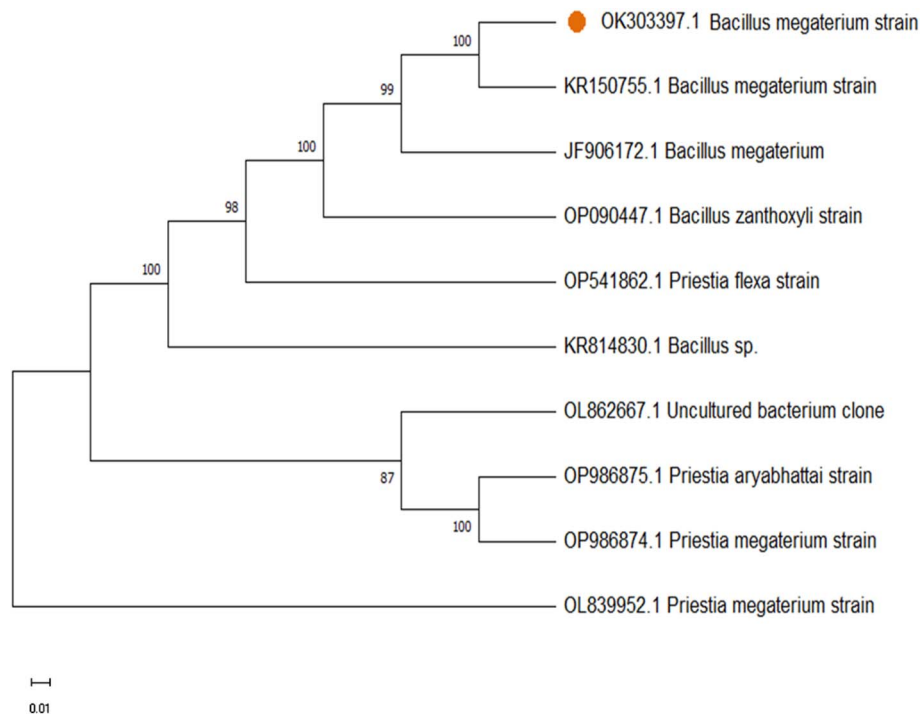 OK303397.1 Bacillus megaterium strain
100
KR150755.1 Bacillus megaterium strain
99
JF906172.1 Bacillus megaterium
100
OP090447.1 Bacillus zanthoxyli strain
98
OP541862.1 Priestia flexa strain
100
KR814830.1 Bacillus sp.
OL862667.1 Uncultured bacterium clone
87
OP986875.1 Priestia aryabhattai strain
100
OP986874.1 Priestia megaterium strain
OL839952.1 Priestia megaterium strain
0.01